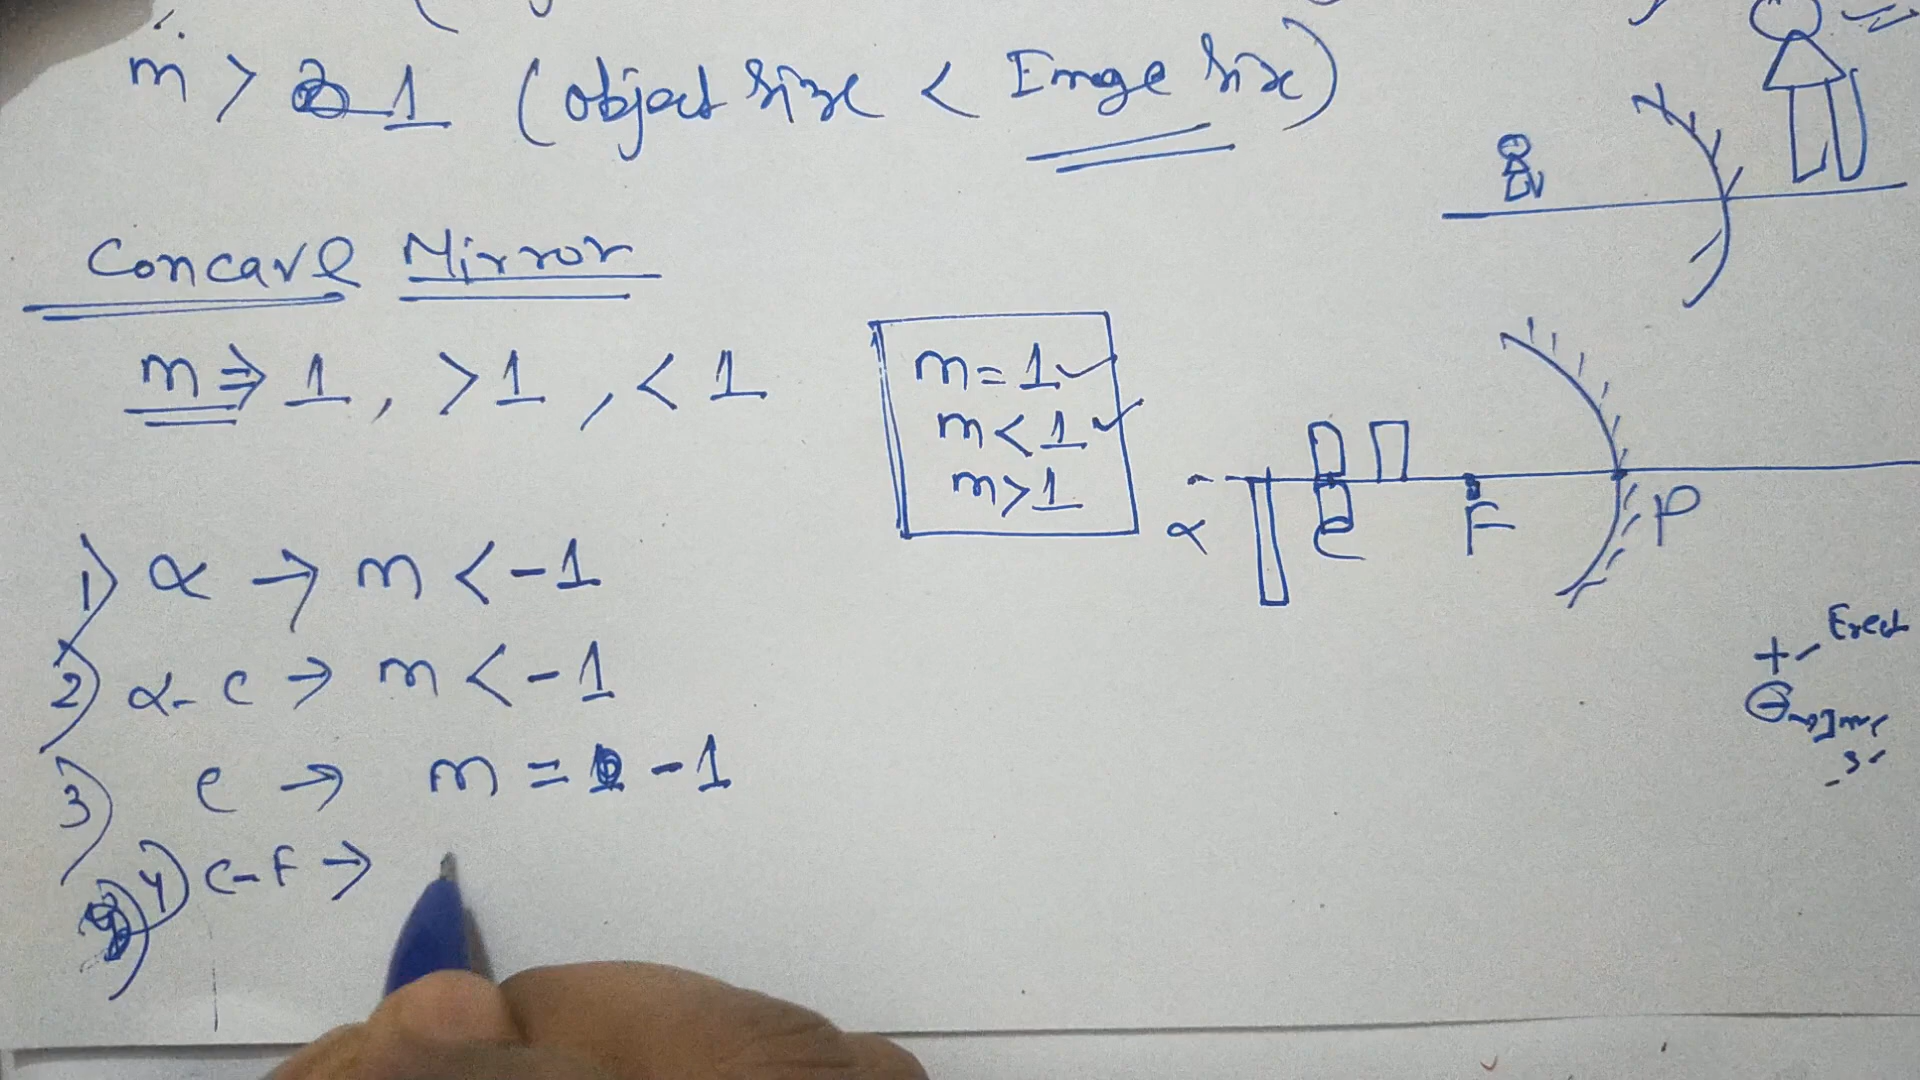 m > 1 (object size < Image size)
Concave Mirror
m ⇒ 1, >1, < 1
m = 1 ✓
m < 1 ✓
m > 1
α C F P
1) α → m < -1
2) α - C → m < -1
3) C → m = -1
4) C-F →
+ Erect